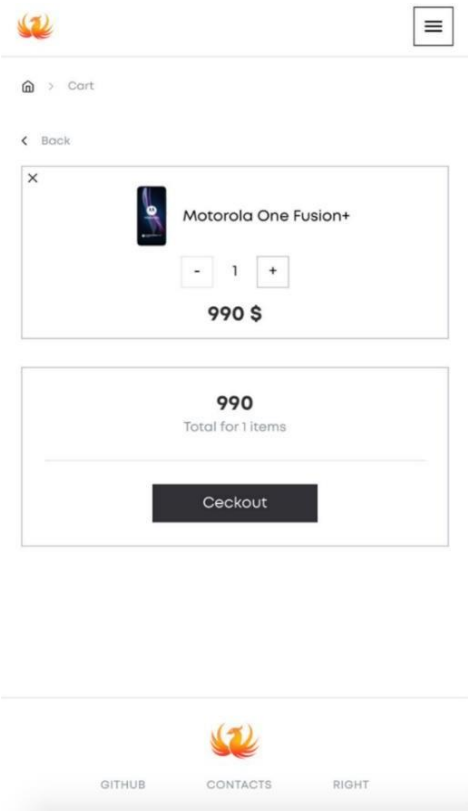 Cart
Back
Motorola One Fusion+
- 1 +
990 $
990
Total for 1 items
Ceckout
GITHUB CONTACTS RIGHT